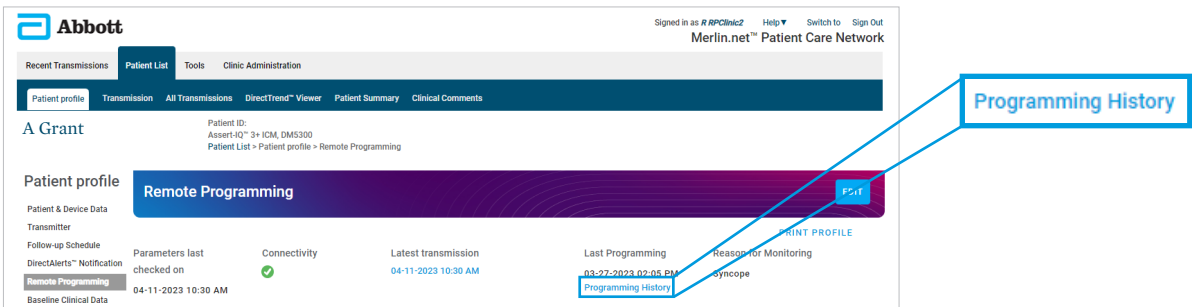 Abbott
Signed in as R RPClinic2 Help▼ Switch to Sign Out
Merlin.net™ Patient Care Network
Recent Transmissions Patient List Tools Clinic Administration
Patient profile Transmission All Transmissions DirectTrend™ Viewer Patient Summary Clinical Comments
A Grant
Patient ID:
Assert-IQ™ 3+ ICM, DM5300
Patient List > Patient profile > Remote Programming
Patient profile
Patient & Device Data
Transmitter
Follow-up Schedule
DirectAlerts™ Notification
Remote Programming
Baseline Clinical Data
Remote Programming
EDIT
PRINT PROFILE
Parameters last
checked on
04-11-2023 10:30 AM
Connectivity
Latest transmission
04-11-2023 10:30 AM
Last Programming
03-27-2023 02:05 PM
Programming History
Reason for Monitoring
Syncope
Programming History